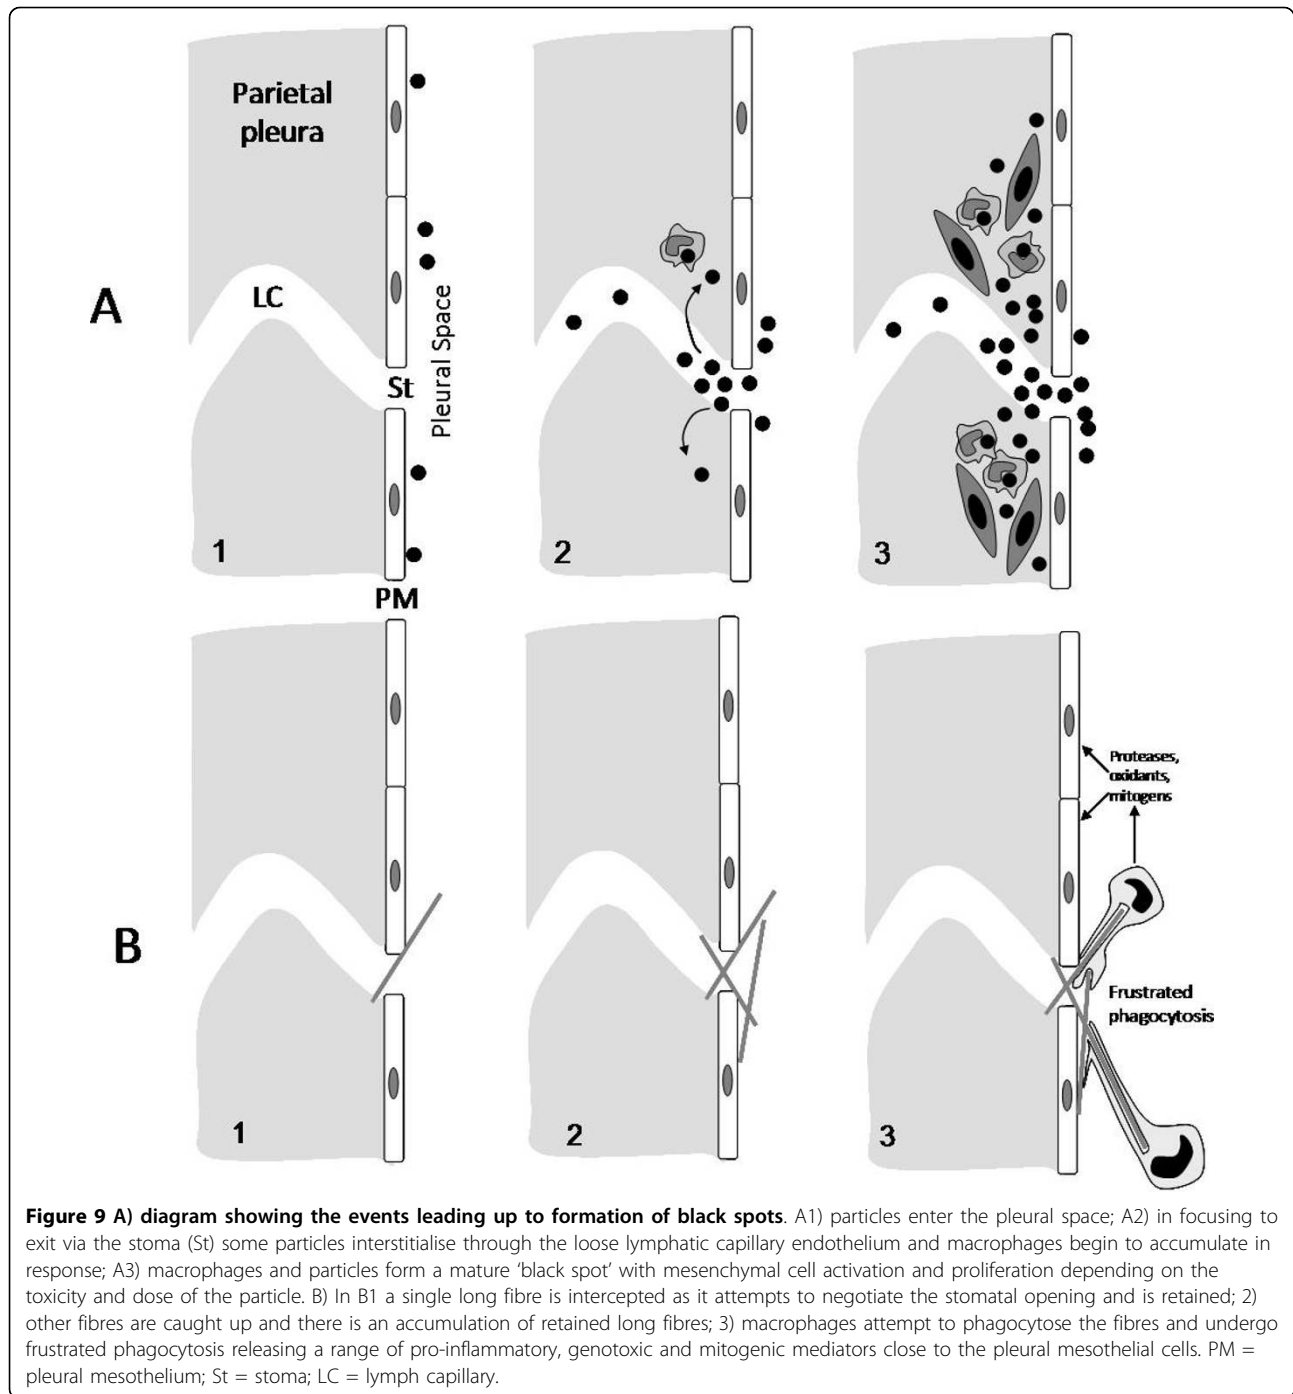 Parietal
pleura
A
LC
St
Pleural Space
1
2
3
PM
B
Proteases,
oxidants,
mitogens
Frustrated
phagocytosis
1
2
3
Figure 9 A) diagram showing the events leading up to formation of black spots. A1) particles enter the pleural space; A2) in focusing to
exit via the stoma (St) some particles interstitialise through the loose lymphatic capillary endothelium and macrophages begin to accumulate in
response; A3) macrophages and particles form a mature ‘black spot’ with mesenchymal cell activation and proliferation depending on the
toxicity and dose of the particle. B) In B1 a single long fibre is intercepted as it attempts to negotiate the stomatal opening and is retained; 2)
other fibres are caught up and there is an accumulation of retained long fibres; 3) macrophages attempt to phagocytose the fibres and undergo
frustrated phagocytosis releasing a range of pro-inflammatory, genotoxic and mitogenic mediators close to the pleural mesothelial cells. PM =
pleural mesothelium; St = stoma; LC = lymph capillary.